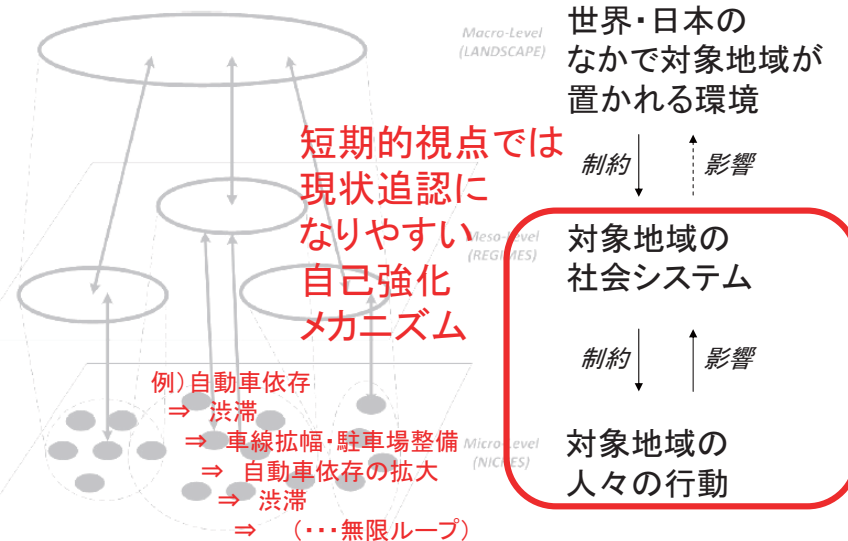 Macro-Level
(LANDSCAPE)
世界・日本の
なかで対象地域が
置かれる環境
制約
影響
短期的視点では
現状追認に
なりやすい
自己強化
メカニズム
Meso-Level
(REGIMES)
対象地域の
社会システム
制約
影響
例）自動車依存
⇒ 渋滞
⇒ 車線拡幅・駐車場整備
⇒ 自動車依存の拡大
⇒ 渋滞
⇒ （・・・無限ループ）
Micro-Level
(NICHES)
対象地域の
人々の行動